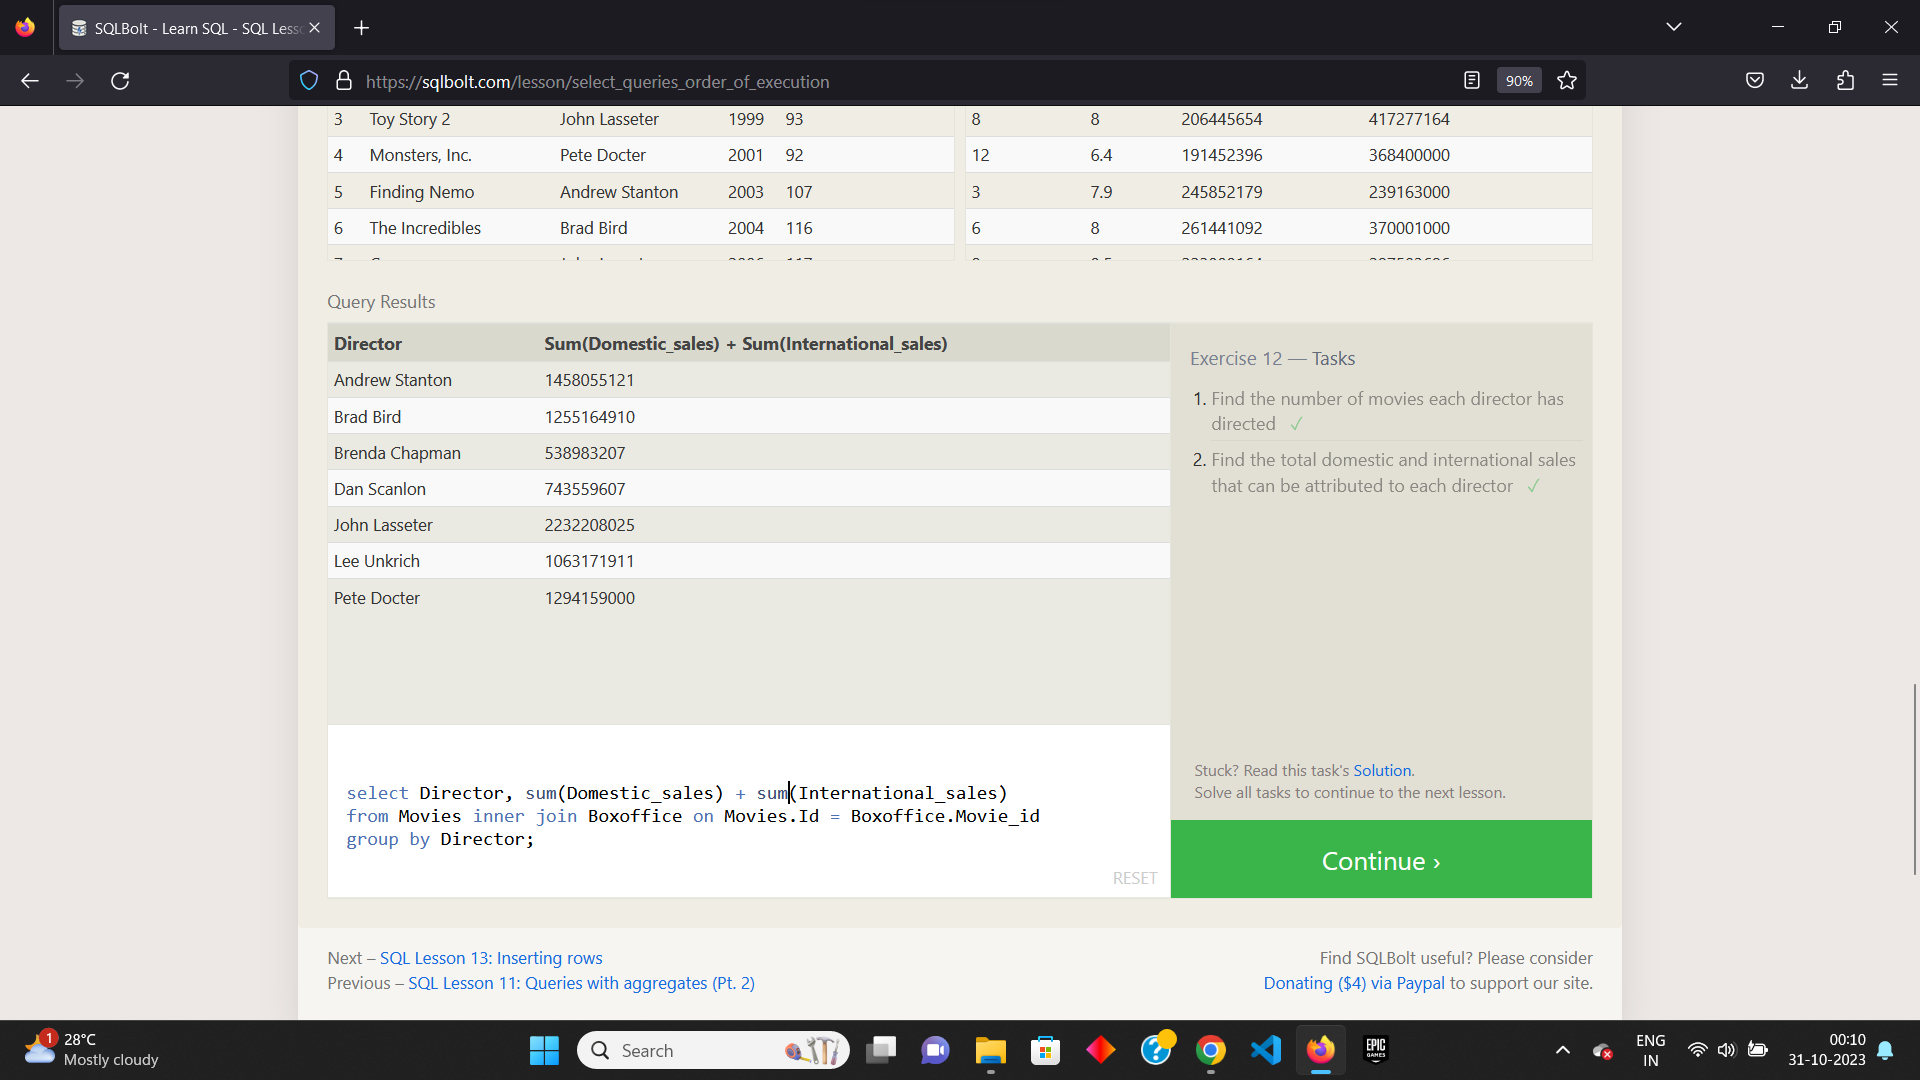 SQLBolt - Learn SQL - SQL Less
https://sqlbolt.com/lesson/select_queries_order_of_execution
90%
3 Toy Story 2 John Lasseter 1999 93 8 8 206445654 417277164
4 Monsters, Inc. Pete Docter 2001 92 12 6.4 191452396 368400000
5 Finding Nemo Andrew Stanton 2003 107 3 7.9 245852179 239163000
6 The Incredibles Brad Bird 2004 116 6 8 261441092 370001000
Query Results
Director Sum(Domestic_sales) + Sum(International_sales)
Andrew Stanton 1458055121
Brad Bird 1255164910
Brenda Chapman 538983207
Dan Scanlon 743559607
John Lasseter 2232208025
Lee Unkrich 1063171911
Pete Docter 1294159000
Exercise 12 — Tasks
1. Find the number of movies each director has
directed ✓
2. Find the total domestic and international sales
that can be attributed to each director ✓
Stuck? Read this task's Solution.
Solve all tasks to continue to the next lesson.
Continue ›
select Director, sum(Domestic_sales) + sum(International_sales)
from Movies inner join Boxoffice on Movies.Id = Boxoffice.Movie_id
group by Director;
RESET
Next – SQL Lesson 13: Inserting rows
Previous – SQL Lesson 11: Queries with aggregates (Pt. 2)
Find SQLBolt useful? Please consider
Donating ($4) via Paypal to support our site.
1
28°C
Mostly cloudy
Search
EPIC
GAMES
ENG
IN
00:10
31-10-2023